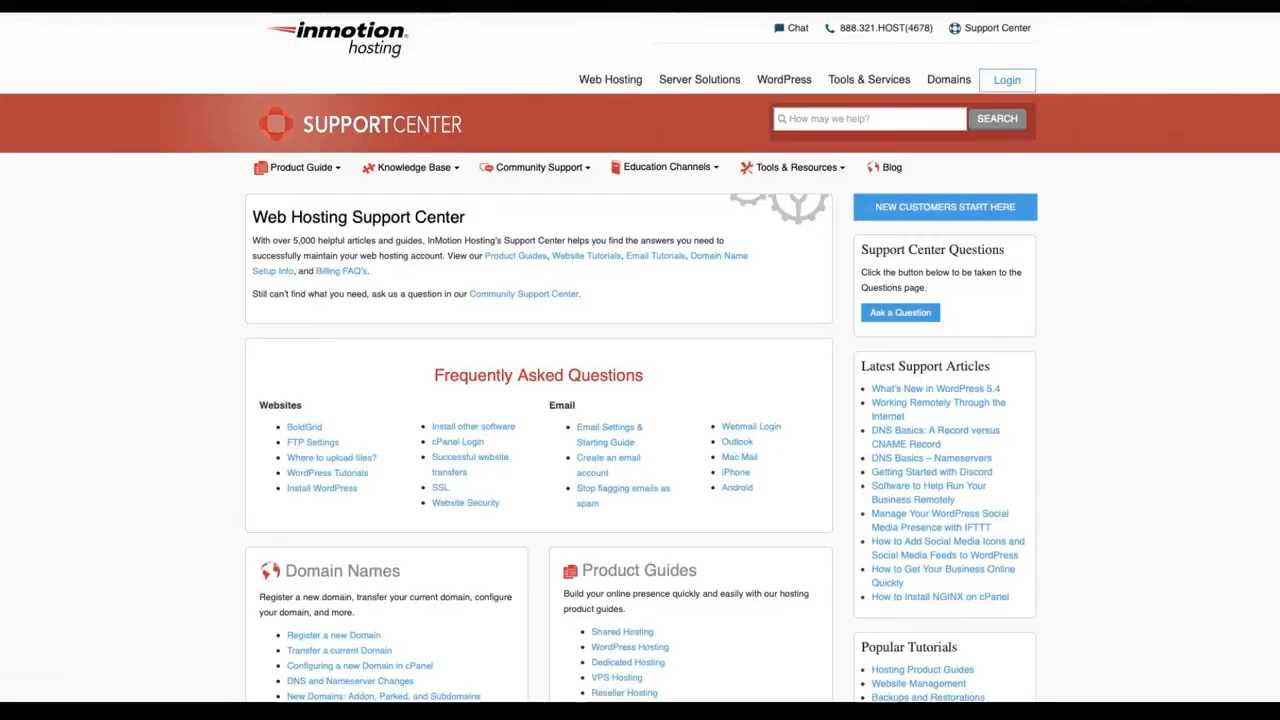 inmotion
hosting
Chat
888.321.HOST(4678)
Support Center
Web Hosting
Server Solutions
WordPress
Tools & Services
Domains
Login
SUPPORTCENTER
How may we help?
SEARCH
Product Guide
Knowledge Base
Community Support
Education Channels
Tools & Resources
Blog
Web Hosting Support Center
With over 5,000 helpful articles and guides, InMotion Hosting's Support Center helps you find the answers you need to
successfully maintain your web hosting account. View our Product Guides, Website Tutorials, Email Tutorials, Domain Name
Setup Info, and Billing FAQ's.
Still can't find what you need, ask us a question in our Community Support Center.
Frequently Asked Questions
Websites
BoldGrid
FTP Settings
Where to upload files?
WordPress Tutorials
Install WordPress
Install other software
cPanel Login
Successful website
transfers
SSL
Website Security
Email
Email Settings &
Starting Guide
Create an email
account
Stop flagging emails as
spam
Webmail Login
Outlook
Mac Mail
iPhone
Android
Domain Names
Register a new domain, transfer your current domain, configure
your domain, and more.
Register a new Domain
Transfer a current Domain
Configuring a new Domain in cPanel
DNS and Nameserver Changes
New Domains: Addon, Parked, and Subdomains
Product Guides
Build your online presence quickly and easily with our hosting
product guides.
Shared Hosting
WordPress Hosting
Dedicated Hosting
VPS Hosting
Reseller Hosting
NEW CUSTOMERS START HERE
Support Center Questions
Click the button below to be taken to the
Questions page.
Ask a Question
Latest Support Articles
What's New in WordPress 5.4
Working Remotely Through the
Internet
DNS Basics: A Record versus
CNAME Record
DNS Basics – Nameservers
Getting Started with Discord
Software to Help Run Your
Business Remotely
Manage Your WordPress Social
Media Presence with IFTTT
How to Add Social Media Icons and
Social Media Feeds to WordPress
How to Get Your Business Online
Quickly
How to Install NGINX on cPanel
Popular Tutorials
Hosting Product Guides
Website Management
Backups and Restorations